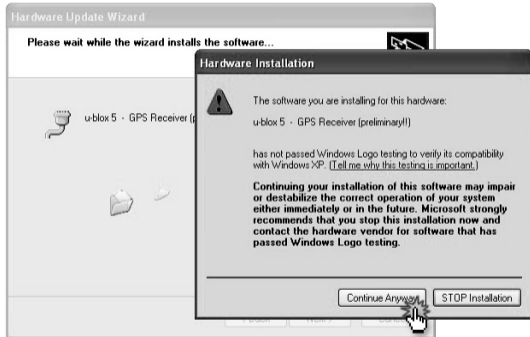 Hardware Update Wizard
Please wait while the wizard installs the software...
Hardware Installation
u-blox 5 - GPS Receiver (
The software you are installing for this hardware:
u-blox 5 - GPS Receiver (preliminary!!)
has not passed Windows Logo testing to verify its compatibility
with Windows XP. (Tell me why this testing is important.)
Continuing your installation of this software may impair
or destabilize the correct operation of your system
either immediately or in the future. Microsoft strongly
recommends that you stop this installation now and
contact the hardware vendor for software that has
passed Windows Logo testing.
Continue Anyway
STOP Installation